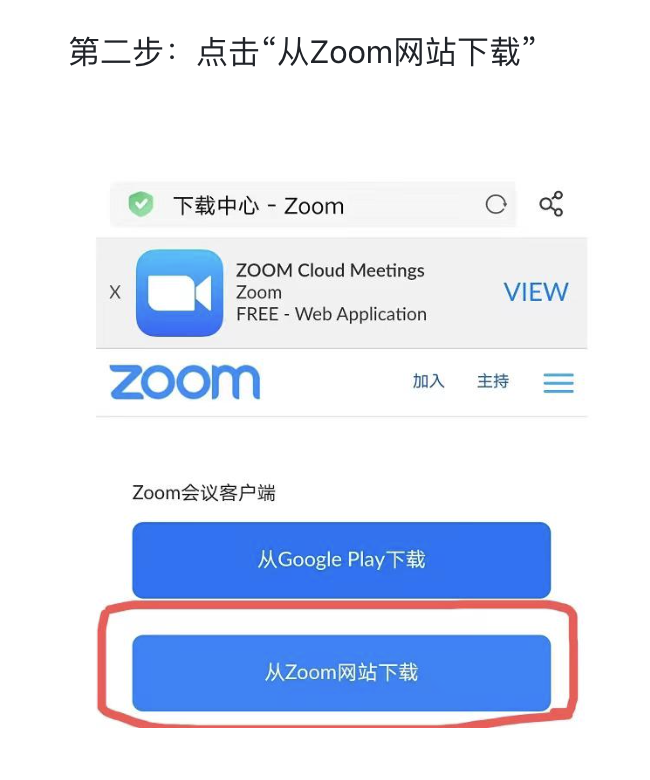 第二步：点击“从Zoom网站下载”
下载中心 - Zoom
X
ZOOM Cloud Meetings
Zoom
FREE - Web Application
VIEW
zoom
加入
主持
Zoom会议客户端
从Google Play下载
从Zoom网站下载